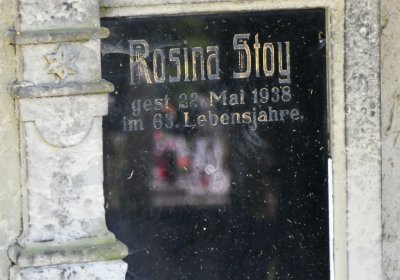 Rosina Stoy
gest. 22. Mai 1938
im 63. Lebensjahre.